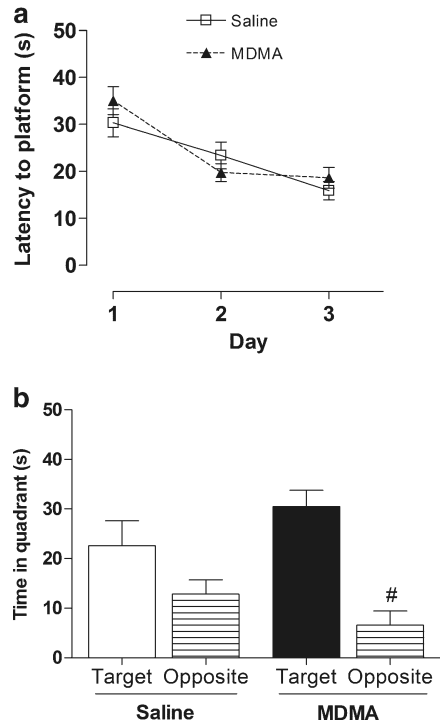 a
Saline
MDMA
Latency to platform (s)
50
40
30
20
10
0
1 2 3
Day
b
Time in quadrant (s)
50
40
30
20
10
0
#
Target Opposite Target Opposite
Saline MDMA